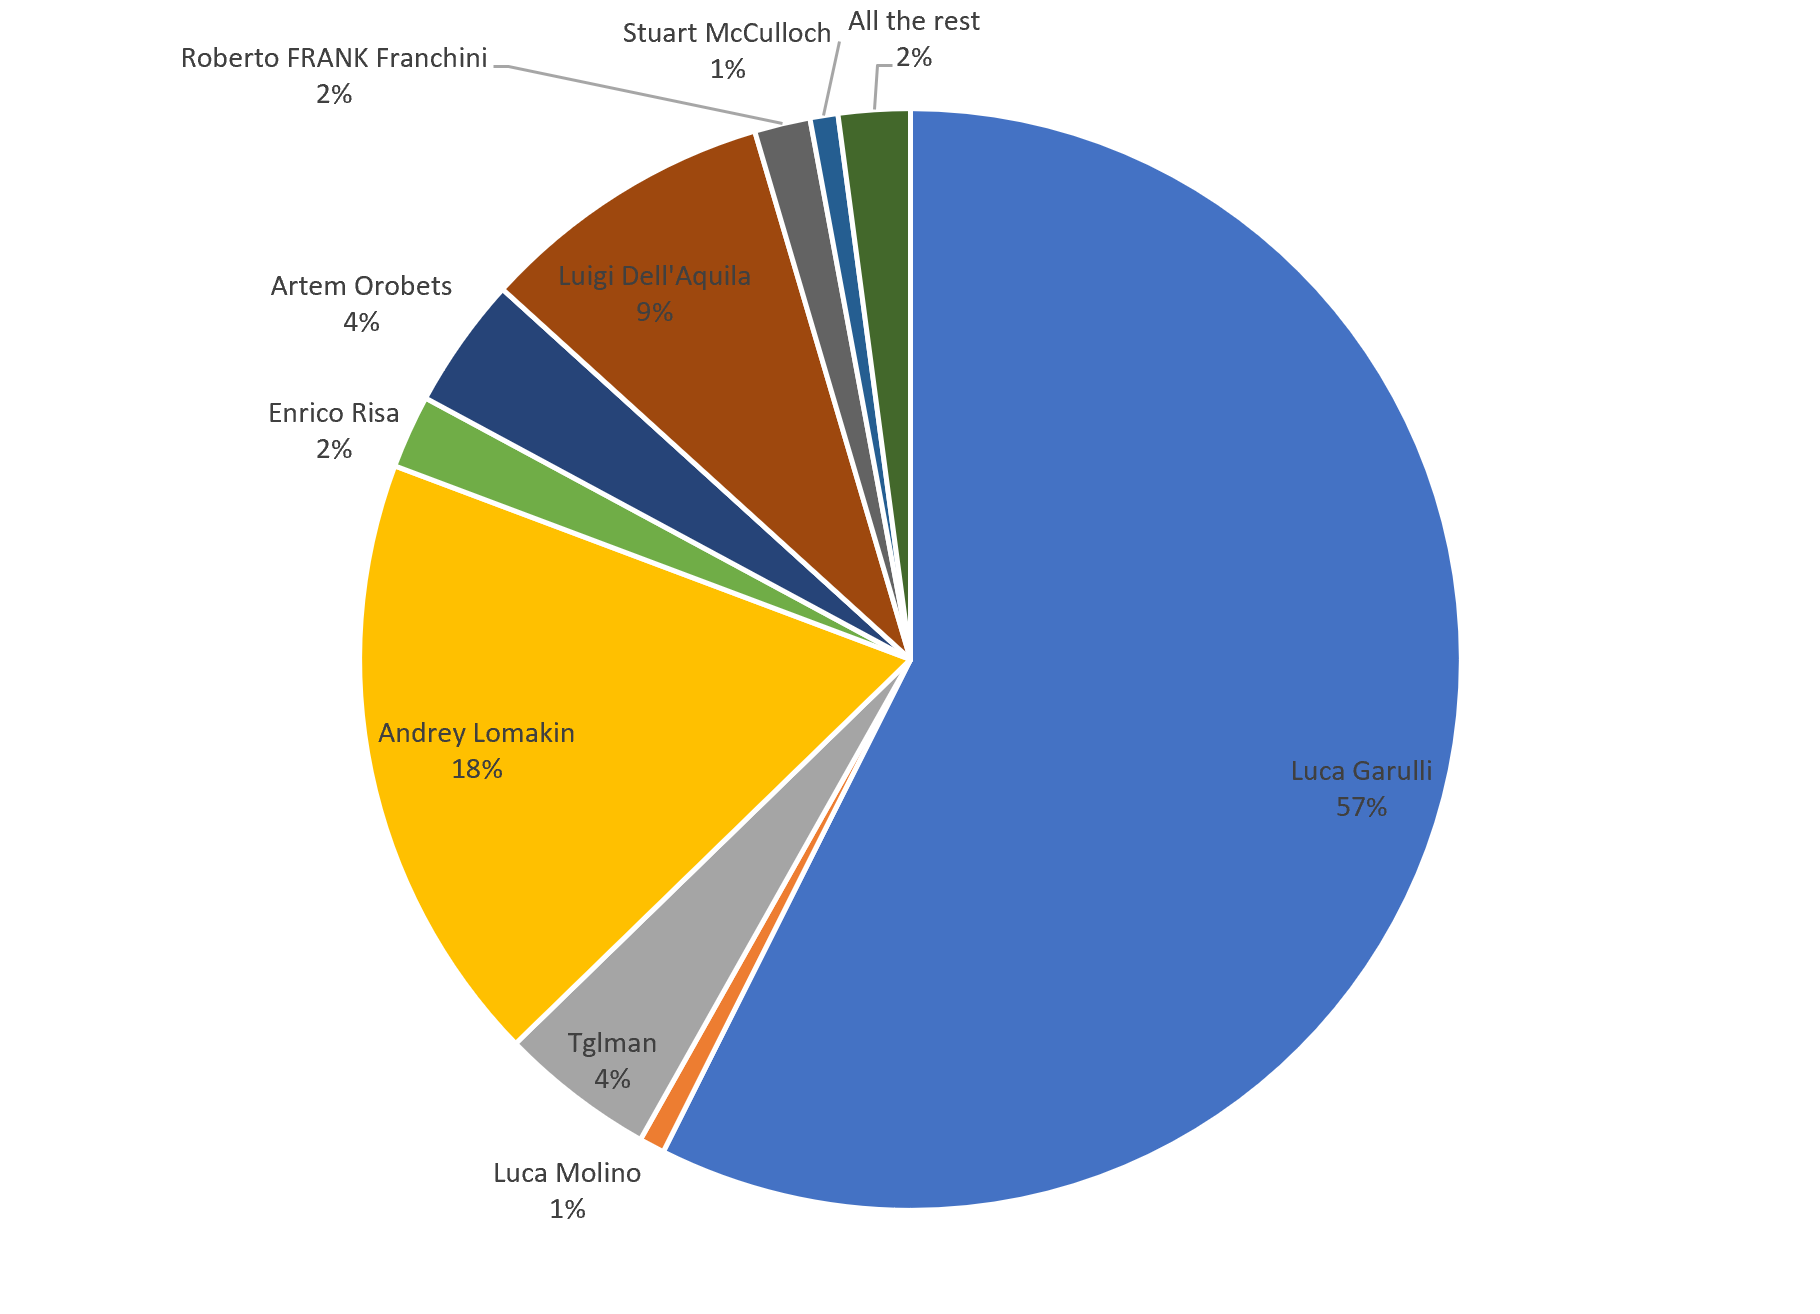 All the rest
2%
Stuart McCulloch
1%
Roberto FRANK Franchini
2%
Luigi Dell'Aquila
9%
Artem Orobets
4%
Enrico Risa
2%
Andrey Lomakin
18%
Luca Garulli
57%
Tglman
4%
Luca Molino
1%